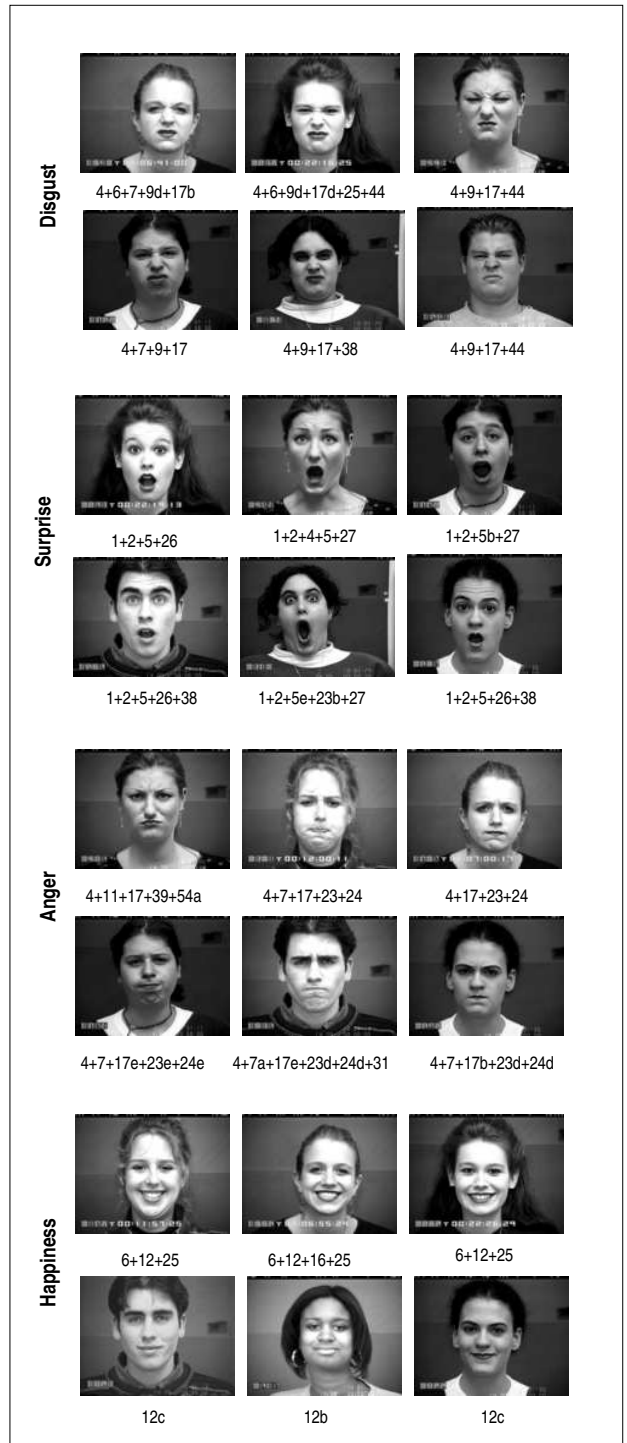 Disgust
4+6+7+9d+17b 4+6+9d+17d+25+44 4+9+17+44
4+7+9+17 4+9+17+38 4+9+17+44
Surprise
1+2+5+26 1+2+4+5+27 1+2+5b+27
1+2+5+26+38 1+2+5e+23b+27 1+2+5+26+38
Anger
4+11+17+39+54a 4+7+17+23+24 4+17+23+24
4+7+17e+23e+24e 4+7a+17e+23d+24d+31 4+7+17b+23d+24d
Happiness
6+12+25 6+12+16+25 6+12+25
12c 12b 12c